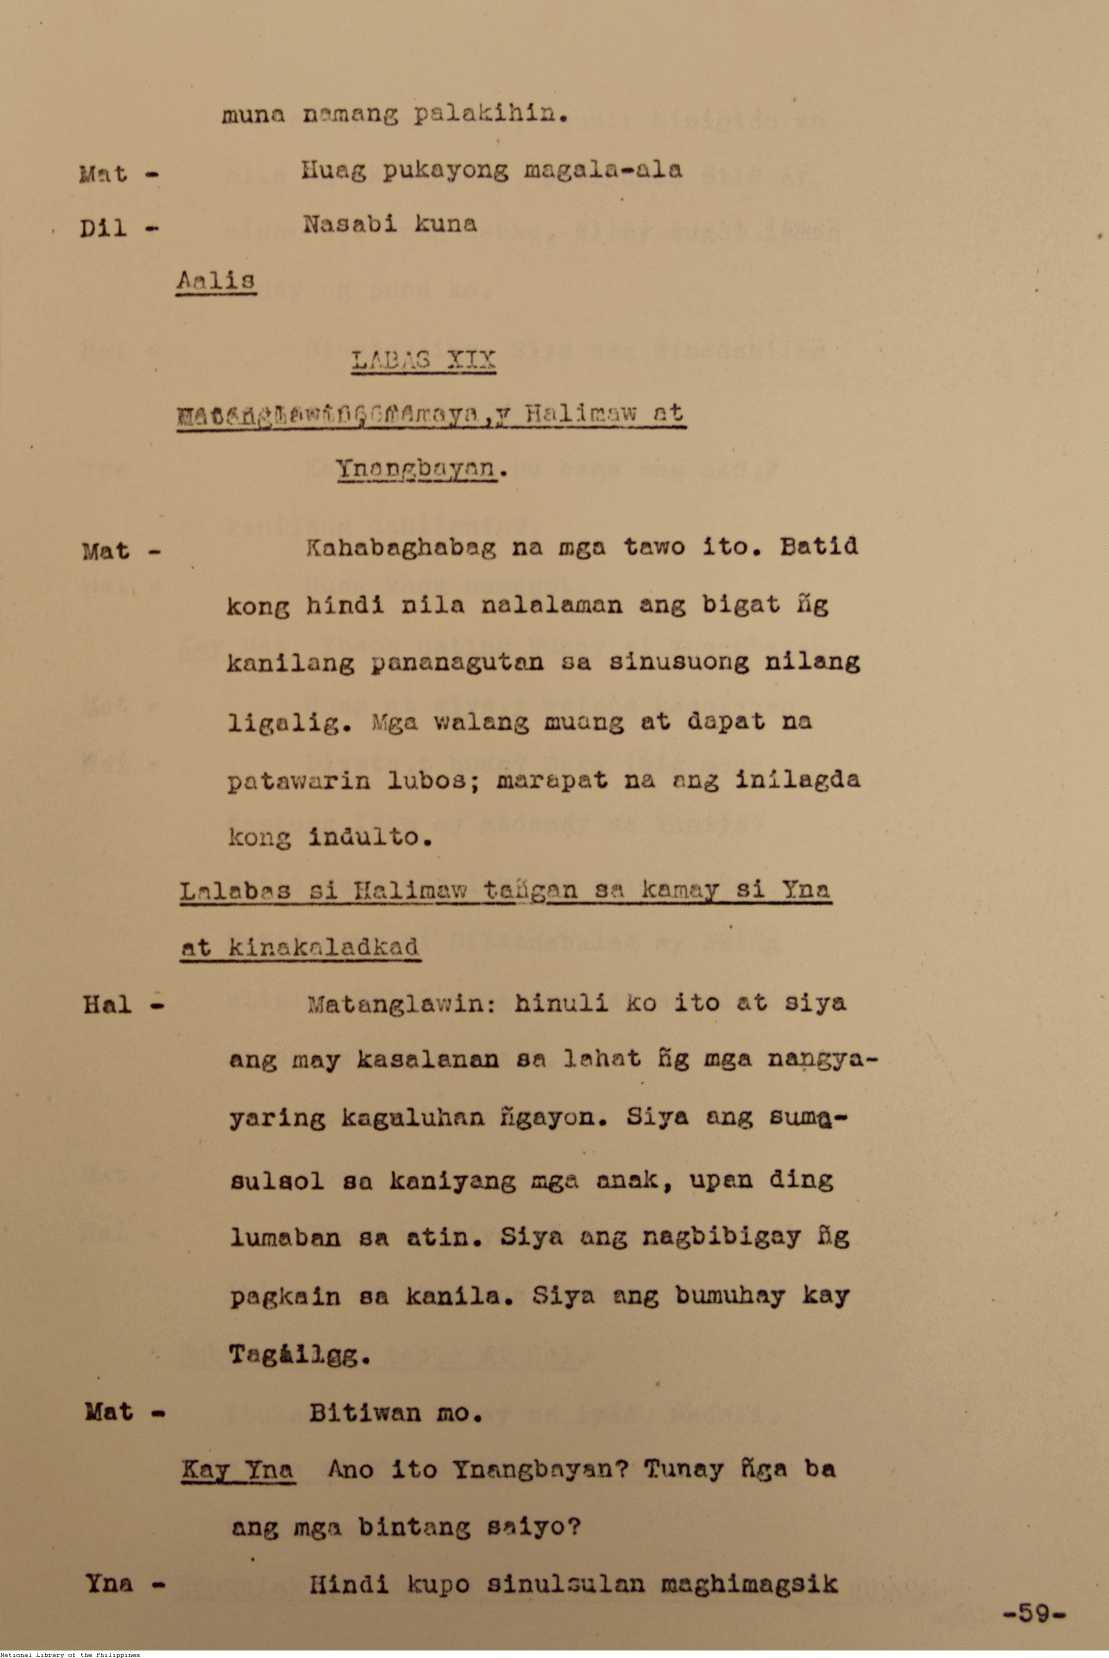 muna namang palakihin.
Mat - Huag pukayong magala-ala
Dil - Nasabi kuna
Aalis
LABAS XIX
Halimaw at
Ynangbayan.
Mat - Kahabaghabag na mga tawo ito. Batid
kong hindi nila nalalaman ang bigat ñg
kanilang pananagutan sa sinusuong nilang
ligalig. Mga walang muang at dapat na
patawarin lubos; marapat na ang inilagda
kong indulto.
Lalabas si Halimaw tañgan sa kamay si Yna
at kinakaladkad
Hal - Matanglawin: hinuli ko ito at siya
ang may kasalanan sa lahat ñg mga nangya-
yaring kaguluhan ñgayon. Siya ang suma-
sulsol sa kaniyang mga anak, upan ding
lumaban sa atin. Siya ang nagbibigay ñg
pagkain sa kanila. Siya ang bumuhay kay
Mat - Bitiwan mo.
Kay Yna Ano ito Ynangbayan? Tunay ñga ba
ang mga bintang saiyo?
Yna - Hindi kupo sinulsulan maghimagsik
-59-
National Library of the Philippines